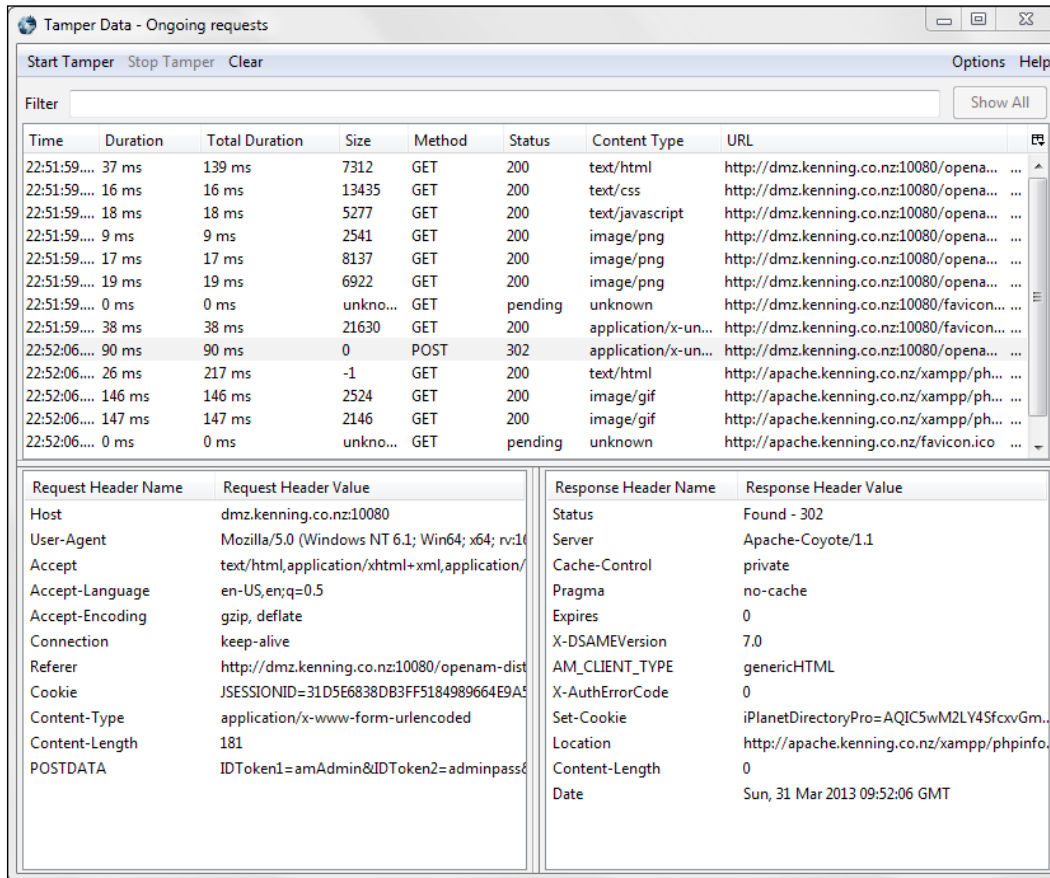 Tamper Data - Ongoing requests
Start Tamper Stop Tamper Clear Options Help
Filter Show All
Time Duration Total Duration Size Method Status Content Type URL
22:51:59.... 37 ms 139 ms 7312 GET 200 text/html http://dmz.kenning.co.nz:10080/opena... ...
22:51:59.... 16 ms 16 ms 13435 GET 200 text/css http://dmz.kenning.co.nz:10080/opena... ...
22:51:59.... 18 ms 18 ms 5277 GET 200 text/javascript http://dmz.kenning.co.nz:10080/opena... ...
22:51:59.... 9 ms 9 ms 2541 GET 200 image/png http://dmz.kenning.co.nz:10080/opena... ...
22:51:59.... 17 ms 17 ms 8137 GET 200 image/png http://dmz.kenning.co.nz:10080/opena... ...
22:51:59.... 19 ms 19 ms 6922 GET 200 image/png http://dmz.kenning.co.nz:10080/opena... ...
22:51:59.... 0 ms 0 ms unkno... GET pending unknown http://dmz.kenning.co.nz:10080/favicon... ...
22:51:59.... 38 ms 38 ms 21630 GET 200 application/x-un... http://dmz.kenning.co.nz:10080/favicon... ...
22:52:06.... 90 ms 90 ms 0 POST 302 application/x-un... http://dmz.kenning.co.nz:10080/opena... ...
22:52:06.... 26 ms 217 ms -1 GET 200 text/html http://apache.kenning.co.nz/xampp/ph... ...
22:52:06.... 146 ms 146 ms 2524 GET 200 image/gif http://apache.kenning.co.nz/xampp/ph... ...
22:52:06.... 147 ms 147 ms 2146 GET 200 image/gif http://apache.kenning.co.nz/xampp/ph... ...
22:52:06.... 0 ms 0 ms unkno... GET pending unknown http://apache.kenning.co.nz/favicon.ico ...
Request Header Name Request Header Value Response Header Name Response Header Value
Host dmz.kenning.co.nz:10080 Status Found - 302
User-Agent Mozilla/5.0 (Windows NT 6.1; Win64; x64; rv:16 Server Apache-Coyote/1.1
Accept text/html,application/xhtml+xml,application/ Cache-Control private
Accept-Language en-US,en;q=0.5 Pragma no-cache
Accept-Encoding gzip, deflate Expires 0
Connection keep-alive X-DSAMEVersion 7.0
Referer http://dmz.kenning.co.nz:10080/openam-dist AM_CLIENT_TYPE genericHTML
Cookie JSESSIONID=31D5E6838DB3FF5184989664E9A5 X-AuthErrorCode 0
Content-Type application/x-www-form-urlencoded Set-Cookie iPlanetDirectoryPro=AQIC5wM2LY4SfcxvGm..
Content-Length 181 Location http://apache.kenning.co.nz/xampp/phpinfo.
POSTDATA IDToken1=amAdmin&IDToken2=adminpass& Content-Length 0
Date Sun, 31 Mar 2013 09:52:06 GMT